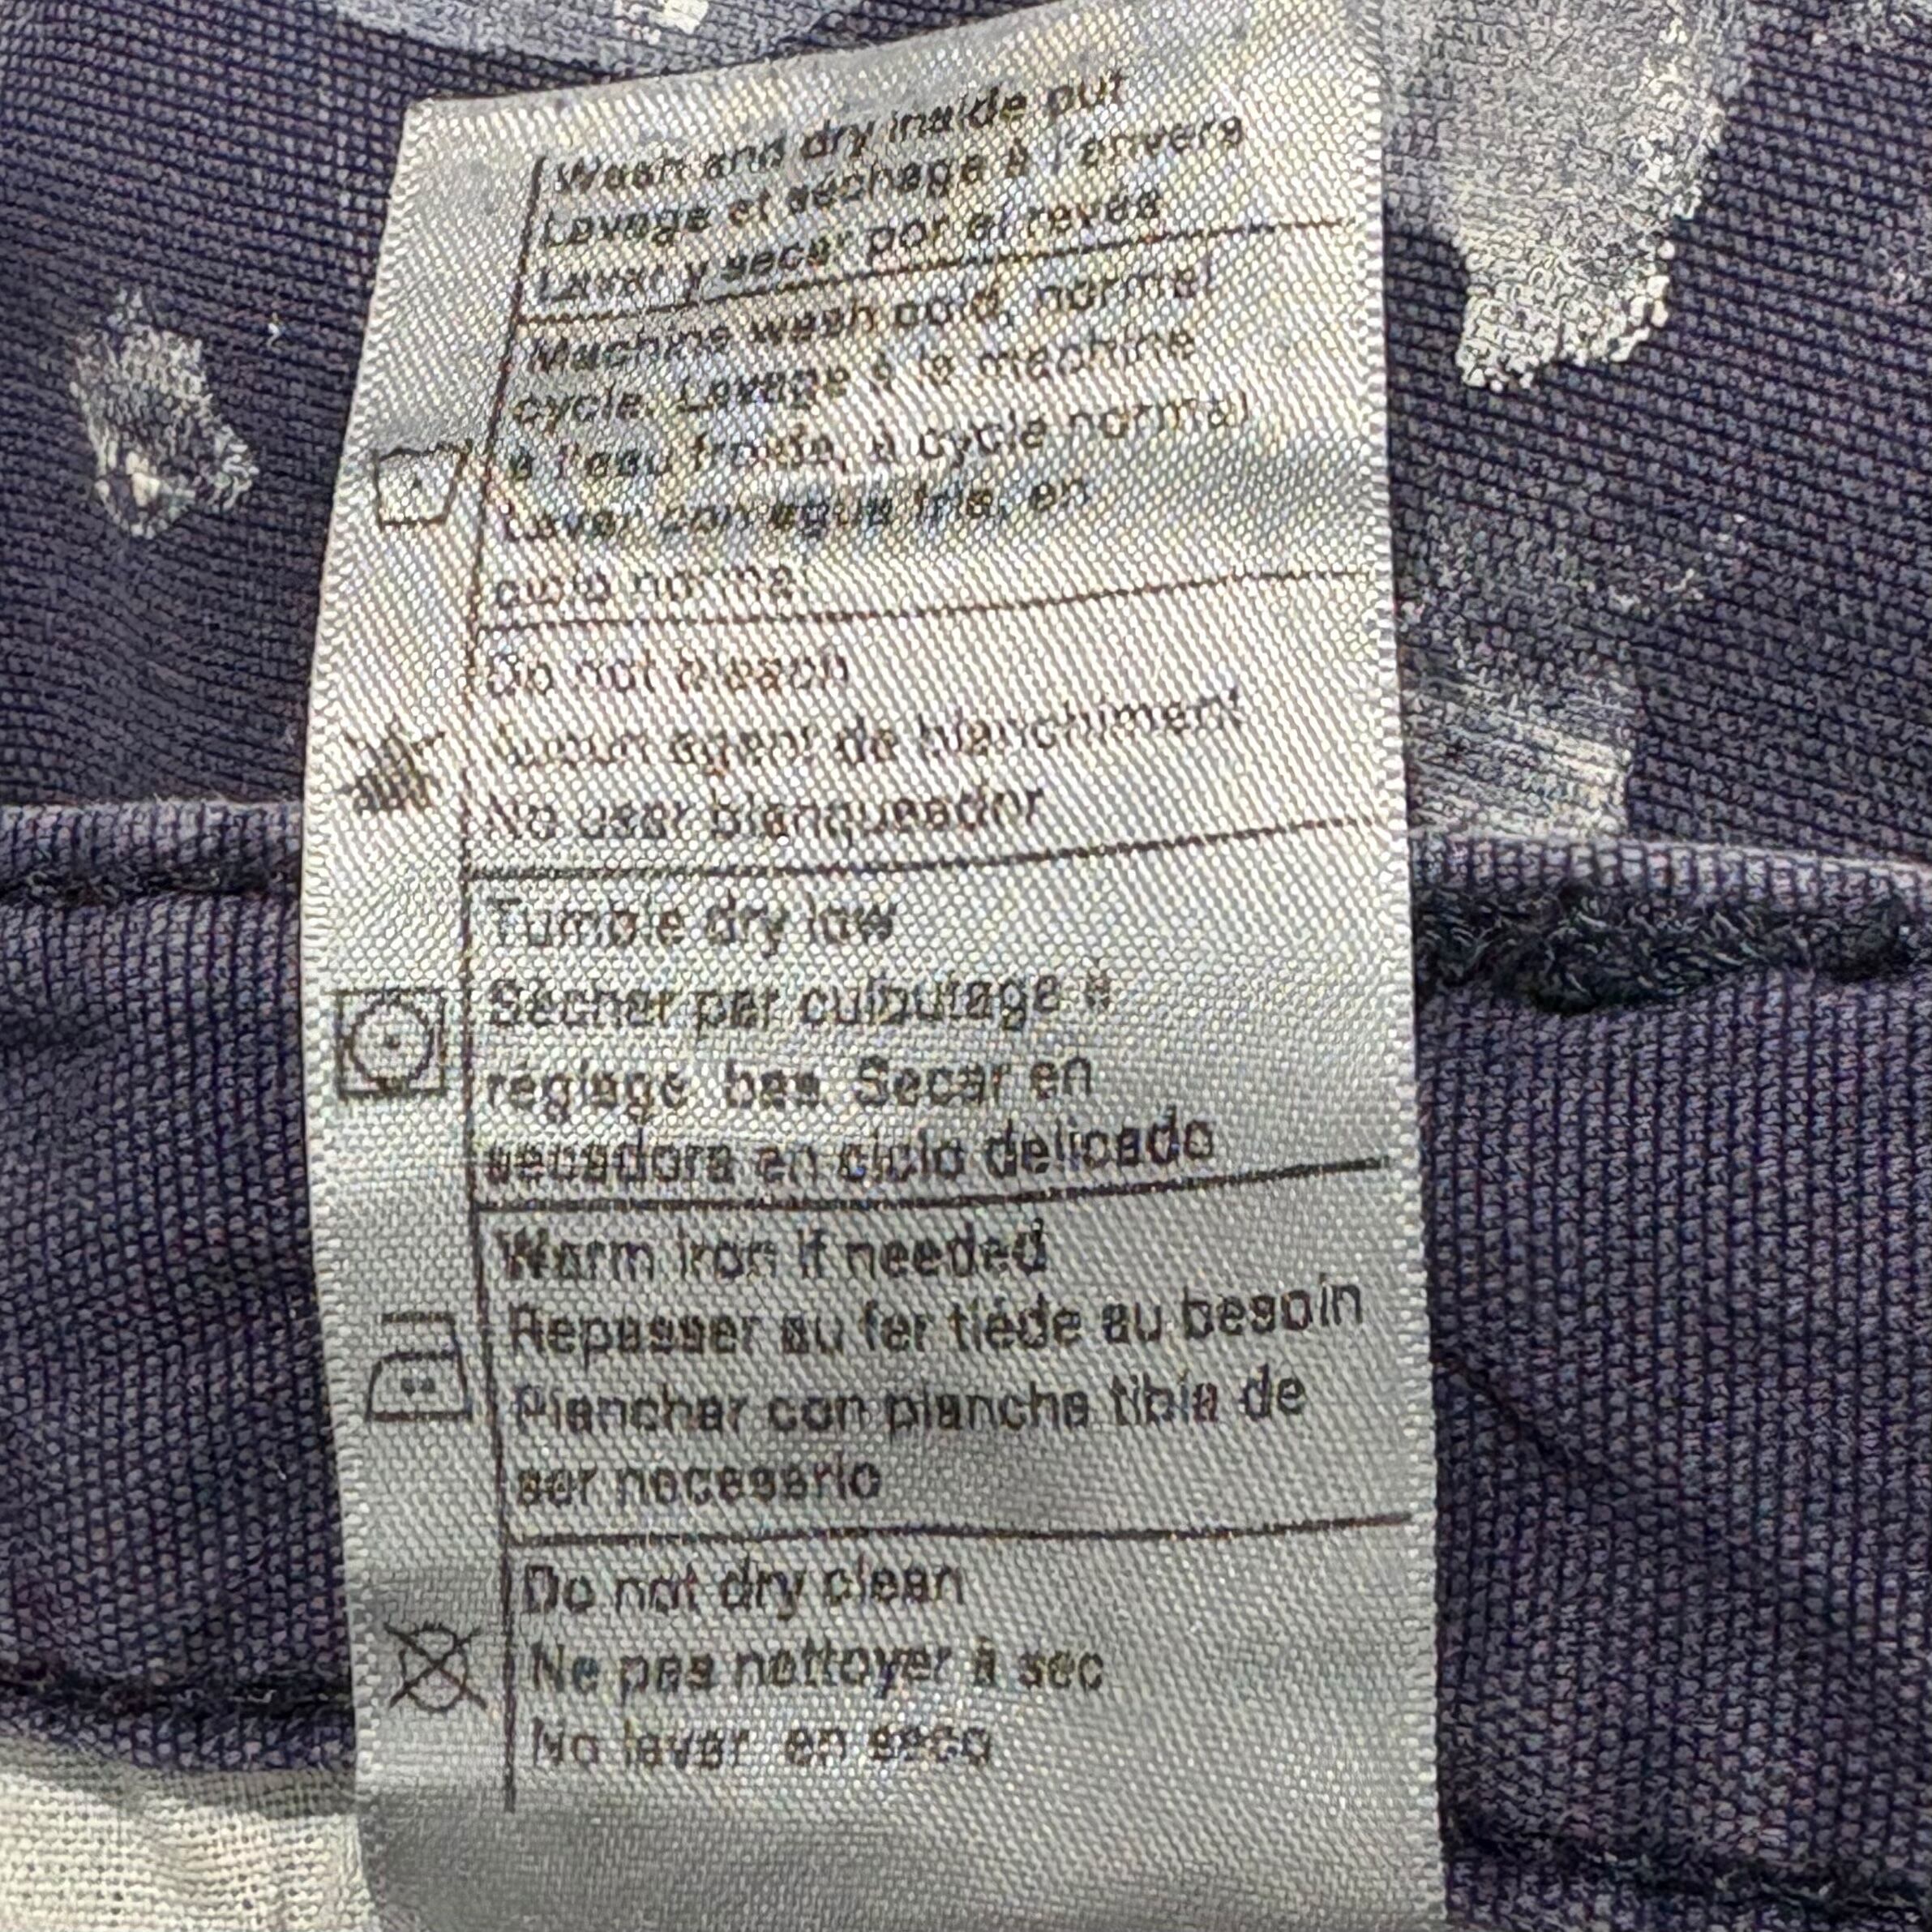 Wash and dry inside out
Lavage et séchage à l'envers
Lavar y secar por el revés
Machine wash cold, normal
cycle. Lavage à la machine
à l'eau froide, à cycle normal
Lavar con agua fria, en
ciclo normal
Do not bleach
Aucun agent de blanchiment
No usar blanqueador
Tumble dry low
Sécher par culbutage à
réglage bas. Secar en
secadora en ciclo delicado
Warm iron if needed
Repasser au fer tiède au besoin
Planchar con plancha tibia de
ser necesario
Do not dry clean
Ne pas nettoyer à sec
No lavar en seco